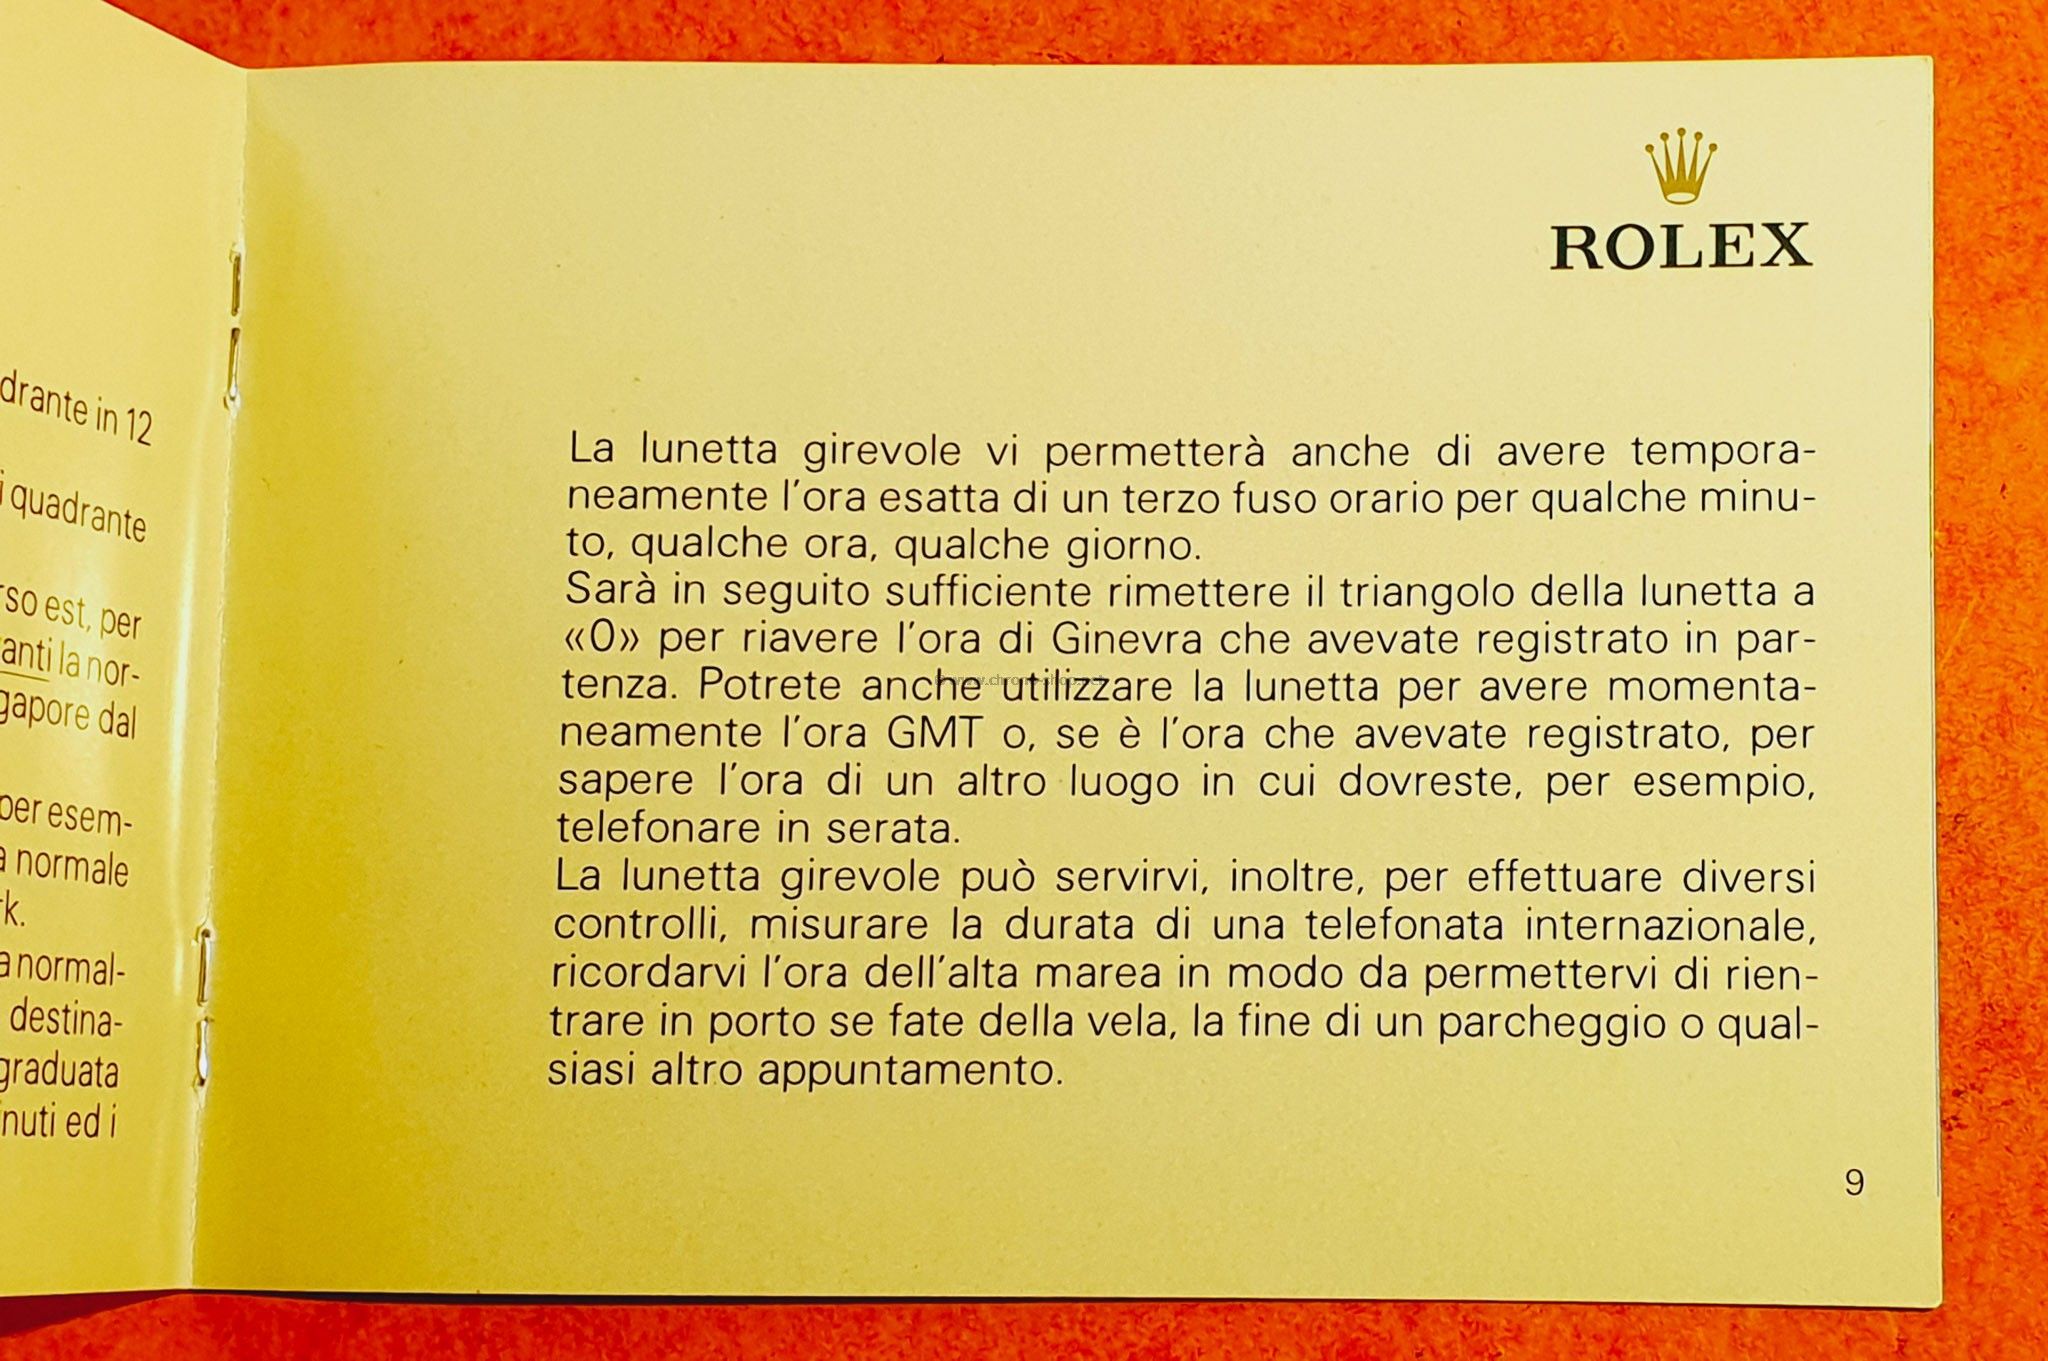 drante in 12
quadrante
rso est, per
anti la nor-
gapore dal
per esem-
a normale
rk.
a normal-
destina-
graduata
nuti ed i
ROLEX
La lunetta girevole vi permetterà anche di avere tempora-
neamente l'ora esatta di un terzo fuso orario per qualche minu-
to, qualche ora, qualche giorno.
Sarà in seguito sufficiente rimettere il triangolo della lunetta a
«0» per riavere l'ora di Ginevra che avevate registrato in par-
tenza. Potrete anche utilizzare la lunetta per avere momenta-
neamente l'ora GMT o, se è l'ora che avevate registrato, per
sapere l'ora di un altro luogo in cui dovreste, per esempio,
telefonare in serata.
La lunetta girevole può servirvi, inoltre, per effettuare diversi
controlli, misurare la durata di una telefonata internazionale,
ricordarvi l'ora dell'alta marea in modo da permettervi di rien-
trare in porto se fate della vela, la fine di un parcheggio o qual-
siasi altro appuntamento.
9
© www.chrono-shop.net